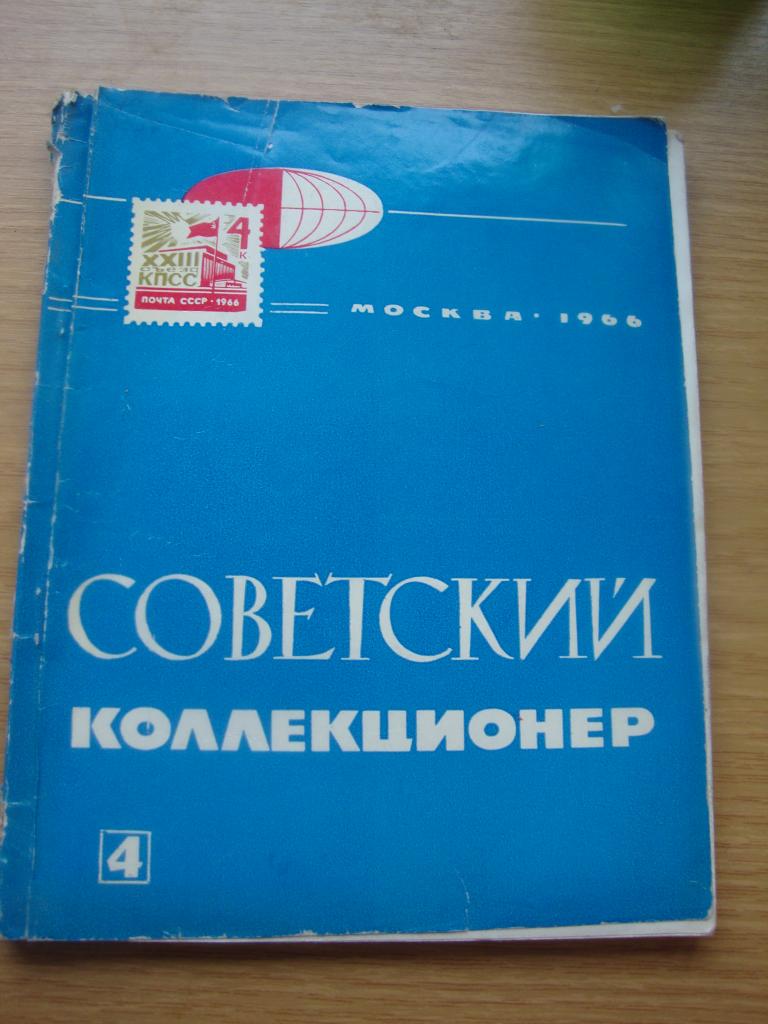 4
к
XXIII
СЪЕЗД
КПСС
ПОЧТА СССР • 1966
МОСКВА • 1966
СОВЕТСКИЙ
КОЛЛЕКЦИОНЕР
4